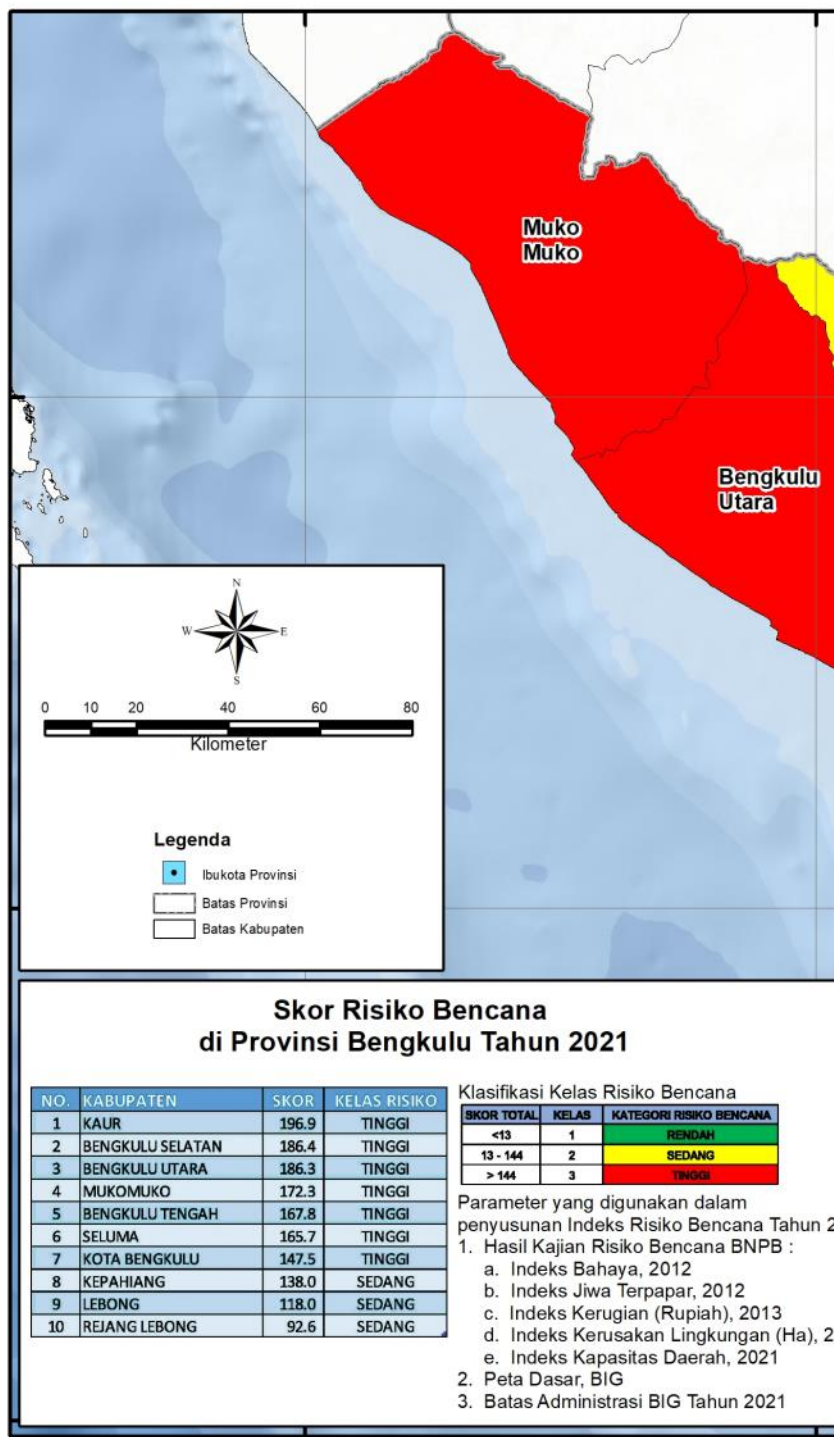 Muko
Muko
Bengkulu
Utara
N
W
E
S
0 10 20 40 60 80
Kilometer
Legenda
Ibukota Provinsi
Batas Provinsi
Batas Kabupaten
Skor Risiko Bencana
di Provinsi Bengkulu Tahun 2021
NO. KABUPATEN SKOR KELAS RISIKO
1 KAUR 196.9 TINGGI
2 BENGKULU SELATAN 186.4 TINGGI
3 BENGKULU UTARA 186.3 TINGGI
4 MUKOMUKO 172.3 TINGGI
5 BENGKULU TENGAH 167.8 TINGGI
6 SELUMA 165.7 TINGGI
7 KOTA BENGKULU 147.5 TINGGI
8 KEPAHIANG 138.0 SEDANG
9 LEBONG 118.0 SEDANG
10 REJANG LEBONG 92.6 SEDANG
Klasifikasi Kelas Risiko Bencana
SKOR TOTAL KELAS KATEGORI RISIKO BENCANA
<13 1 RENDAH
13 - 144 2 SEDANG
> 144 3 TINGGI
Parameter yang digunakan dalam
penyusunan Indeks Risiko Bencana Tahun 2
1. Hasil Kajian Risiko Bencana BNPB :
a. Indeks Bahaya, 2012
b. Indeks Jiwa Terpapar, 2012
c. Indeks Kerugian (Rupiah), 2013
d. Indeks Kerusakan Lingkungan (Ha), 2
e. Indeks Kapasitas Daerah, 2021
2. Peta Dasar, BIG
3. Batas Administrasi BIG Tahun 2021